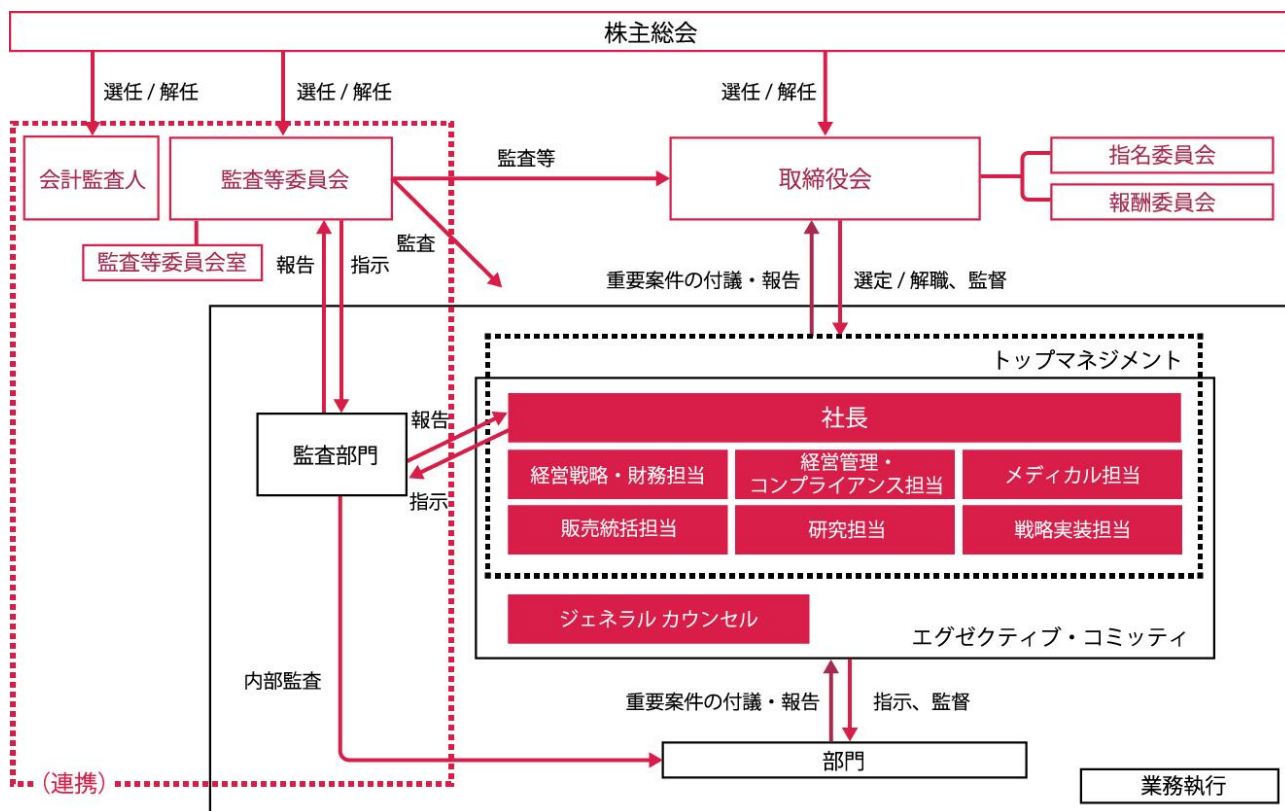 株主総会
選任 / 解任
選任 / 解任
選任 / 解任
会計監査人
監査等委員会
監査等
取締役会
指名委員会
報酬委員会
監査等委員会室
報告
指示
監査
重要案件の付議・報告
選定 / 解職、監督
トップマネジメント
社長
監査部門
報告
指示
経営戦略・財務担当
経営管理・
コンプライアンス担当
メディカル担当
販売統括担当
研究担当
戦略実装担当
ジェネラル カウンセル
エグゼクティブ・コミッティ
内部監査
重要案件の付議・報告
指示、監督
部門
(連携)
業務執行